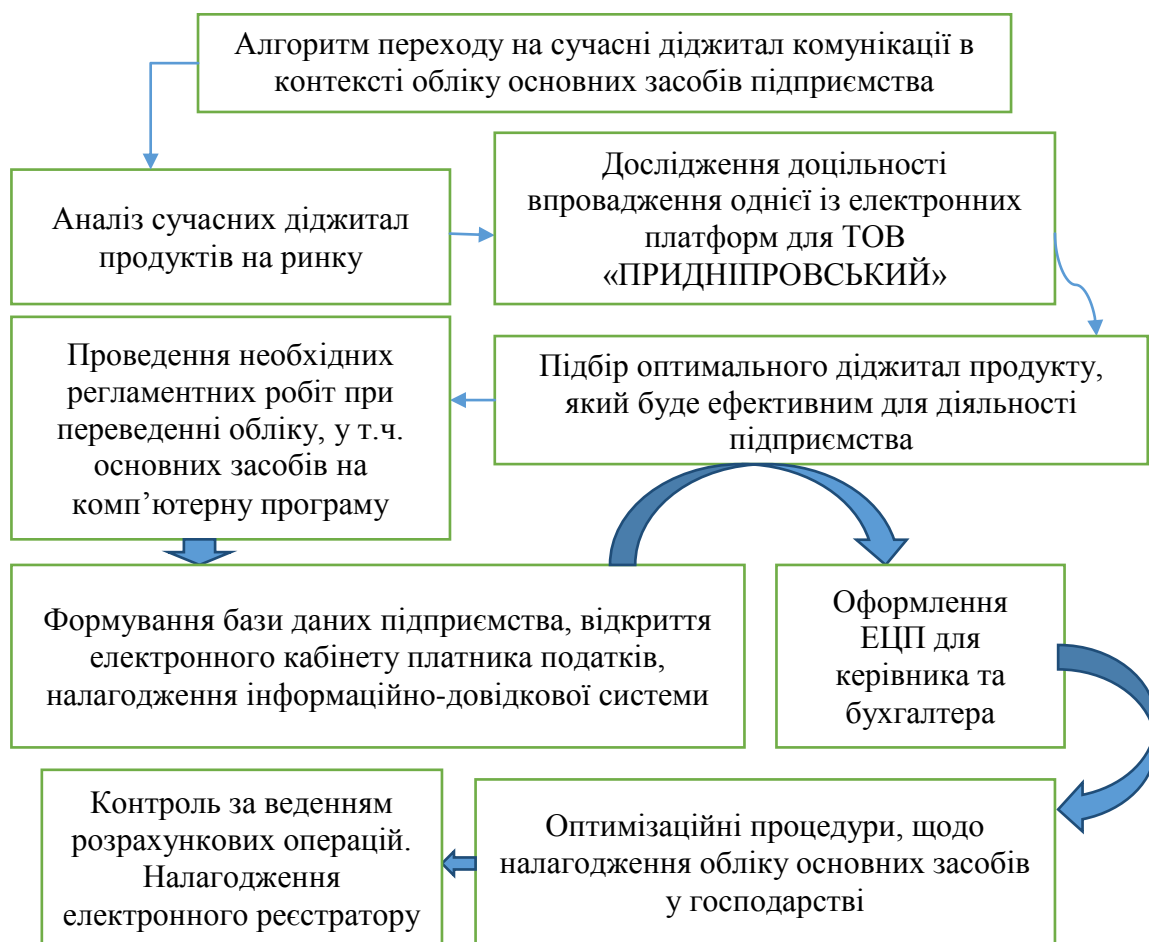 Алгоритм переходу на сучасні діджитал комунікації в
контексті обліку основних засобів підприємства
Аналіз сучасних діджитал
продуктів на ринку
Дослідження доцільності
впровадження однієї із електронних
платформ для ТОВ
«ПРИДНІПРОВСЬКИЙ»
Підбір оптимального діджитал продукту,
який буде ефективним для діяльності
підприємства
Проведення необхідних
регламентних робіт при
переведенні обліку, у т.ч.
основних засобів на
комп’ютерну програму
Формування бази даних підприємства, відкриття
електронного кабінету платника податків,
налагодження інформаційно-довідкової системи
Оформлення
ЕЦП для
керівника та
бухгалтера
Оптимізаційні процедури, щодо
налагодження обліку основних засобів
у господарстві
Контроль за веденням
розрахункових операцій.
Налагодження
електронного реєстратору